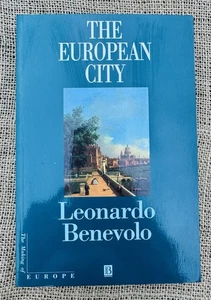 THE
EUROPEAN
CITY
Leonardo
Benevolo
The Making of
EUROPE
B